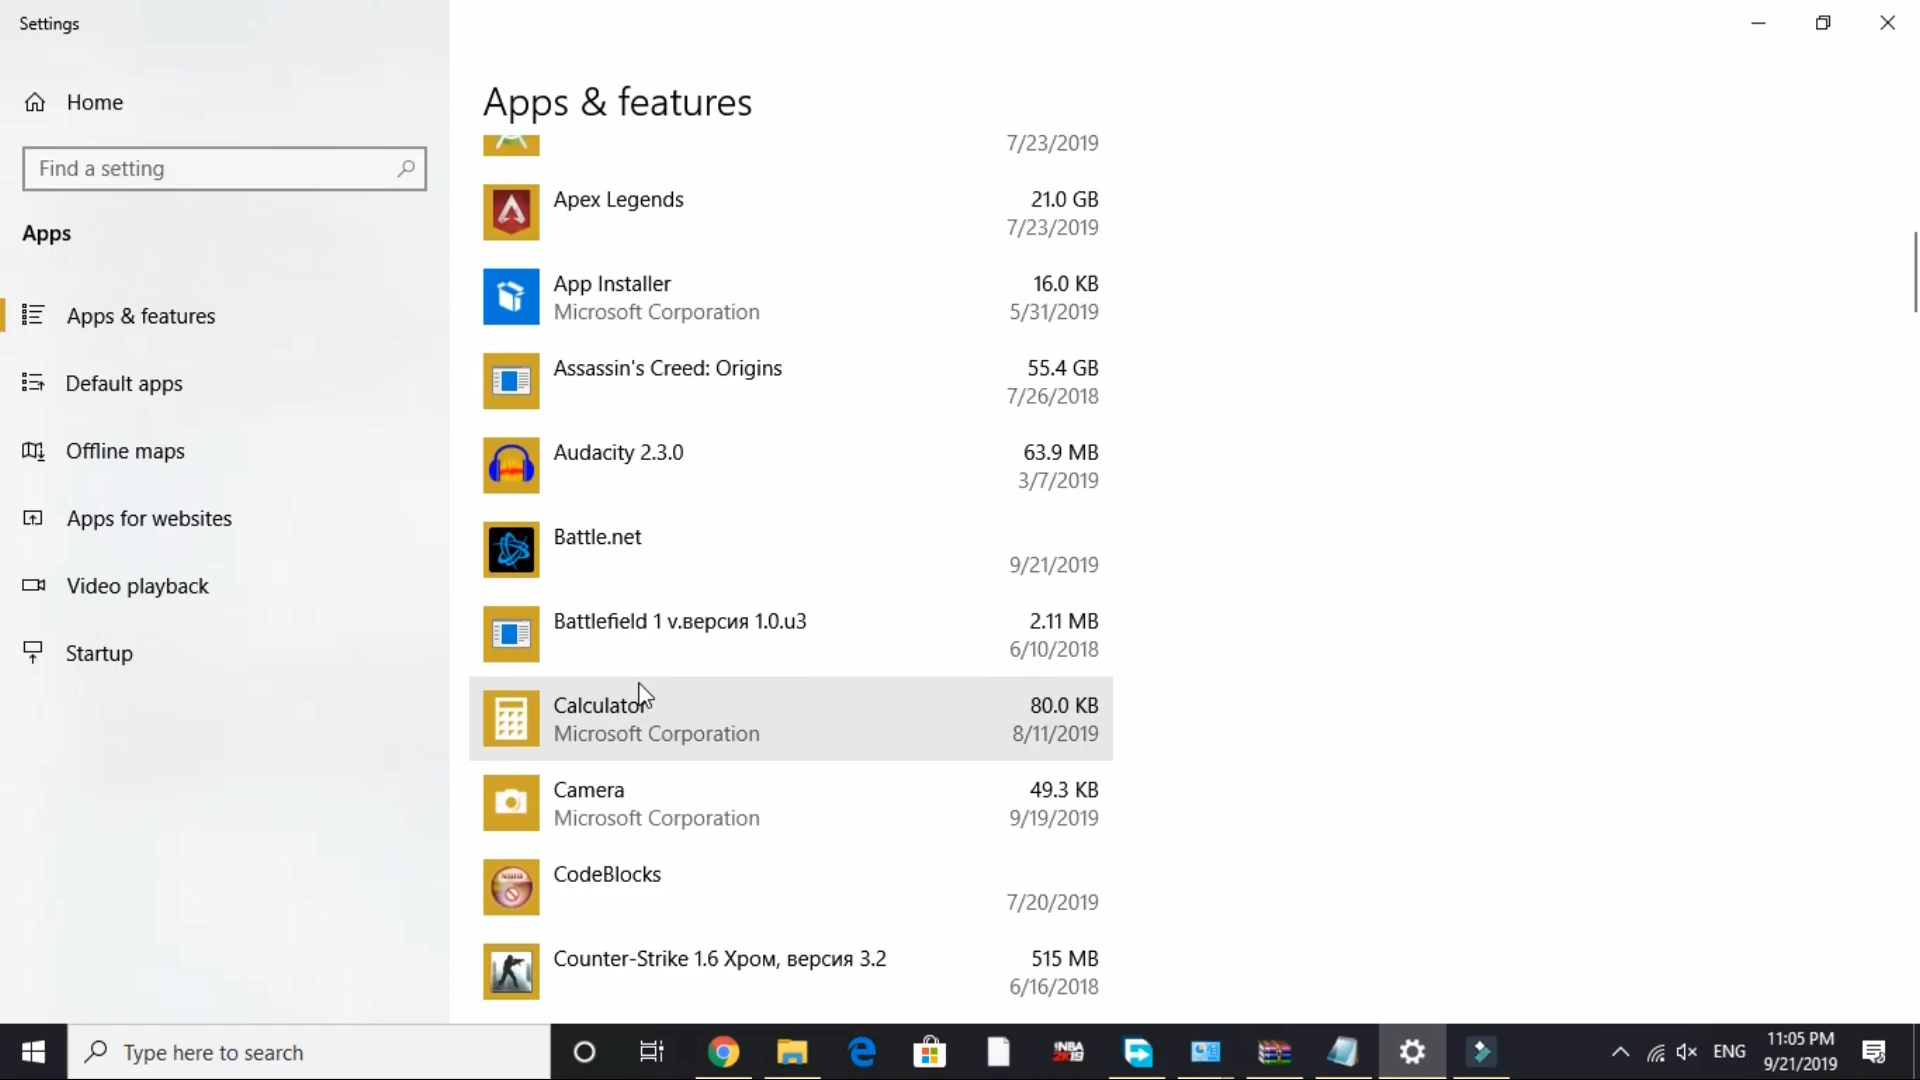 Settings
Home
Find a setting
Apps
Apps & features
Default apps
Offline maps
Apps for websites
Video playback
Startup
Apps & features
7/23/2019
Apex Legends
21.0 GB
7/23/2019
App Installer
16.0 KB
Microsoft Corporation
5/31/2019
Assassin's Creed: Origins
55.4 GB
7/26/2018
Audacity 2.3.0
63.9 MB
3/7/2019
Battle.net
9/21/2019
Battlefield 1 v.версия 1.0.u3
2.11 MB
6/10/2018
Calculator
80.0 KB
Microsoft Corporation
8/11/2019
Camera
49.3 KB
Microsoft Corporation
9/19/2019
CodeBlocks
7/20/2019
Counter-Strike 1.6 Хром, версия 3.2
515 MB
6/16/2018
Type here to search
NBA
2K19
ENG
11:05 PM
9/21/2019